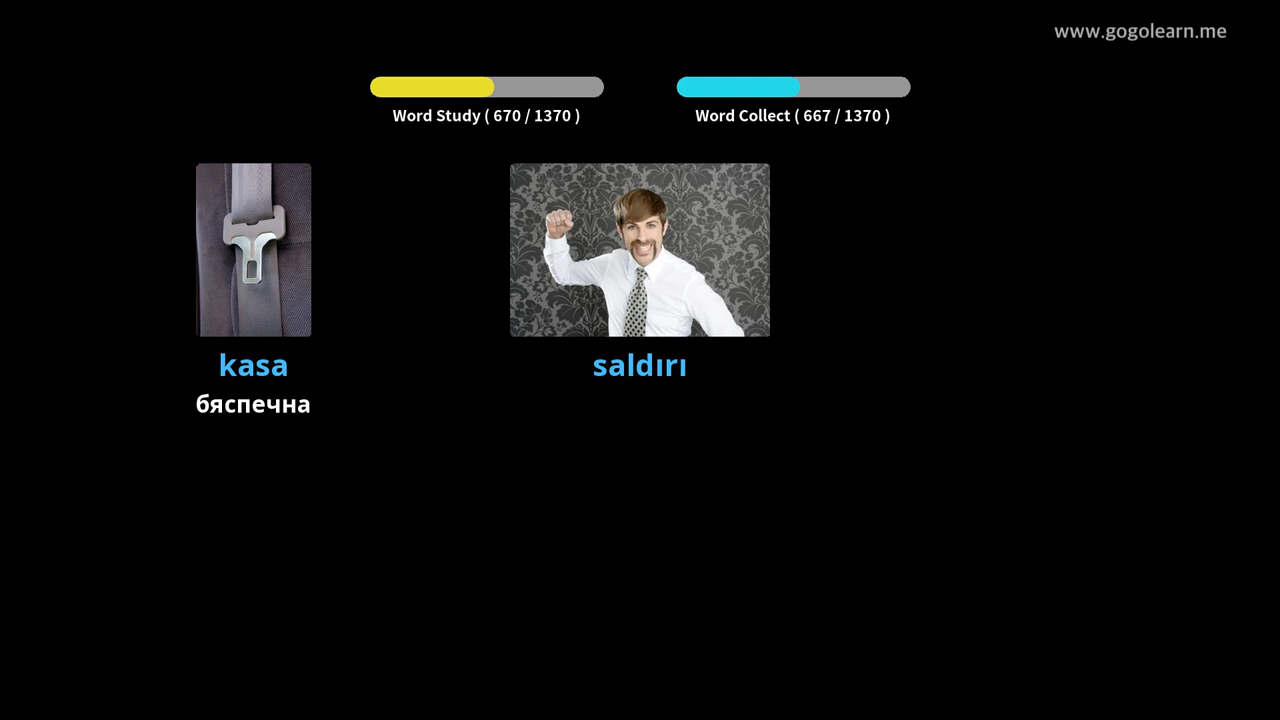 www.gogolearn.me
Word Study ( 670 / 1370 )
Word Collect ( 667 / 1370 )
kasa
бяспечна
saldırı